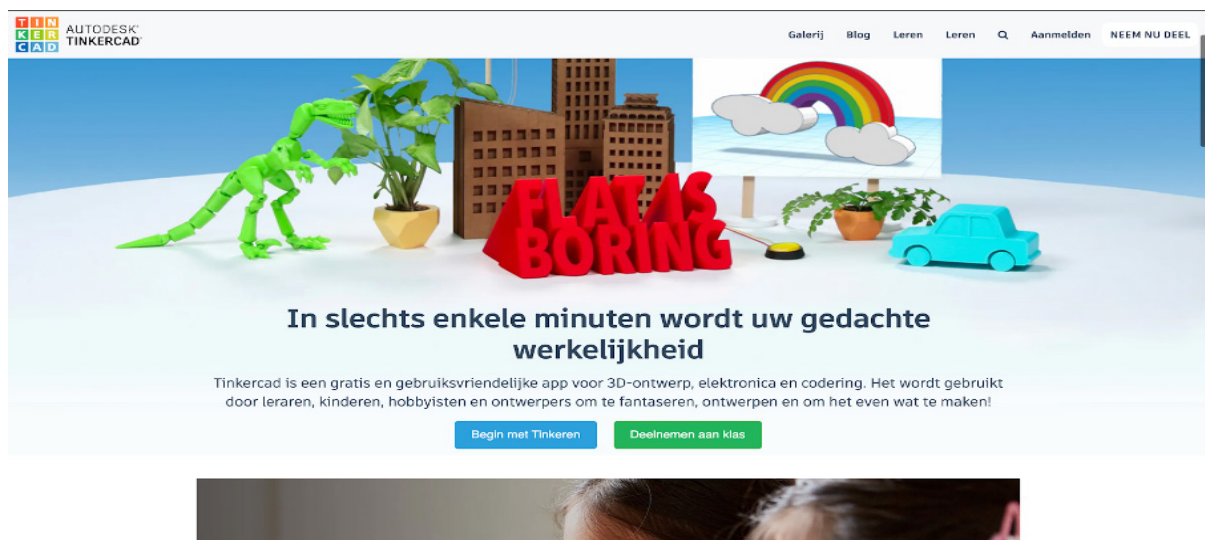 TIN
KER
CAD
AUTODESK®
TINKERCAD®
Galerij Blog Leren Leren Aanmelden NEEM NU DEEL
FLAT IS
BORING
In slechts enkele minuten wordt uw gedachte
werkelijkheid
Tinkercad is een gratis en gebruiksvriendelijke app voor 3D-ontwerp, elektronica en codering. Het wordt gebruikt
door leraren, kinderen, hobbyisten en ontwerpers om te fantaseren, ontwerpen en om het even wat te maken!
Begin met Tinkeren
Deelnemen aan klas